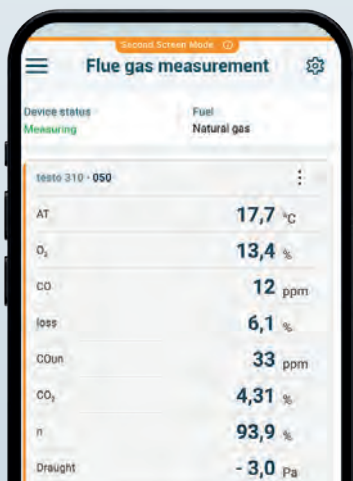 Second Screen Mode
Flue gas measurement
Device status Fuel
Measuring Natural gas
testo 310 - 050
AT 17,7 °C
O₂ 13,4 %
CO 12 ppm
loss 6,1 %
COun 33 ppm
CO₂ 4,31 %
n 93,9 %
Draught - 3,0 Pa